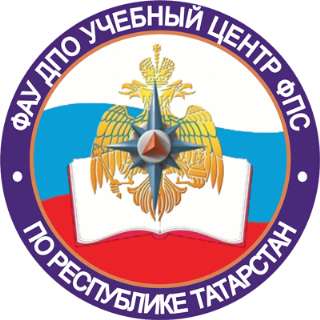 ФАУ ДПО УЧЕБНЫЙ ЦЕНТР ФПС
ПО РЕСПУБЛИКЕ ТАТАРСТАН